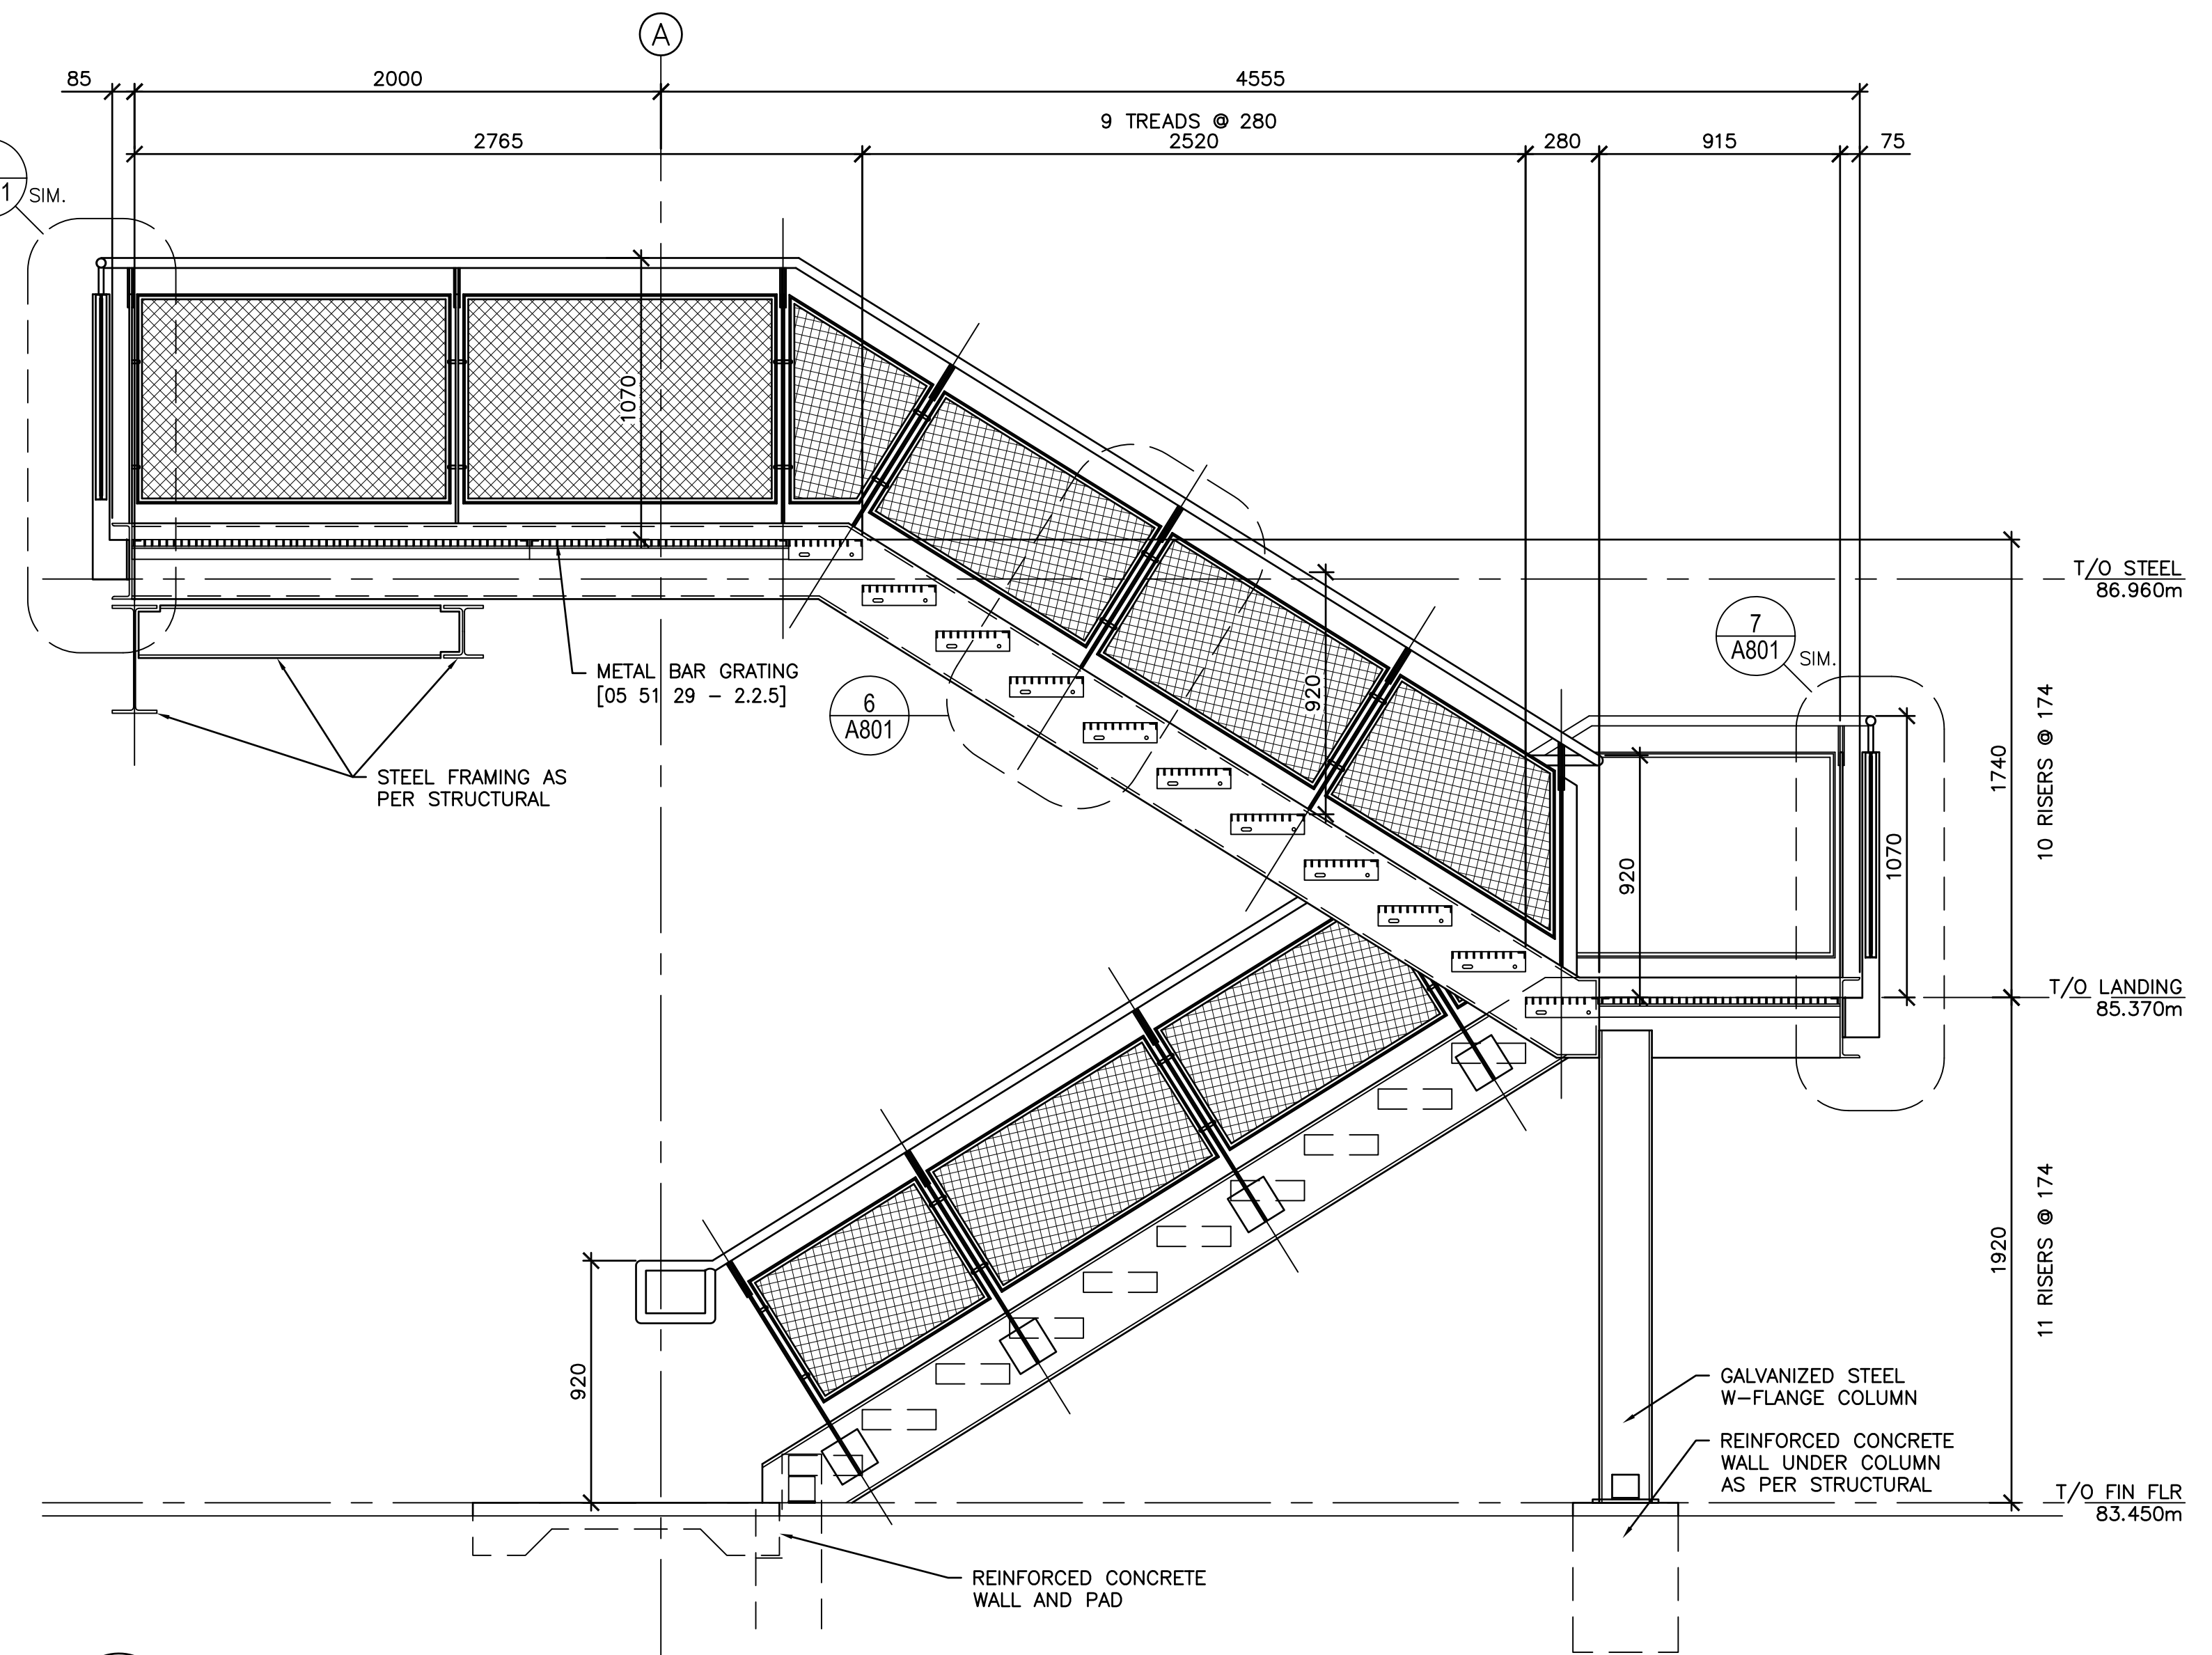 A
85
2000
4555
9 TREADS @ 280
2765
2520
280
915
75
1
SIM.
1070
T/O STEEL
86.960m
7
A801
SIM.
METAL BAR GRATING
[05 51 29 - 2.2.5]
6
A801
920
STEEL FRAMING AS
PER STRUCTURAL
1740
10 RISERS @ 174
1070
920
T/O LANDING
85.370m
1920
11 RISERS @ 174
920
GALVANIZED STEEL
W-FLANGE COLUMN
REINFORCED CONCRETE
WALL UNDER COLUMN
AS PER STRUCTURAL
T/O FIN FLR
83.450m
REINFORCED CONCRETE
WALL AND PAD